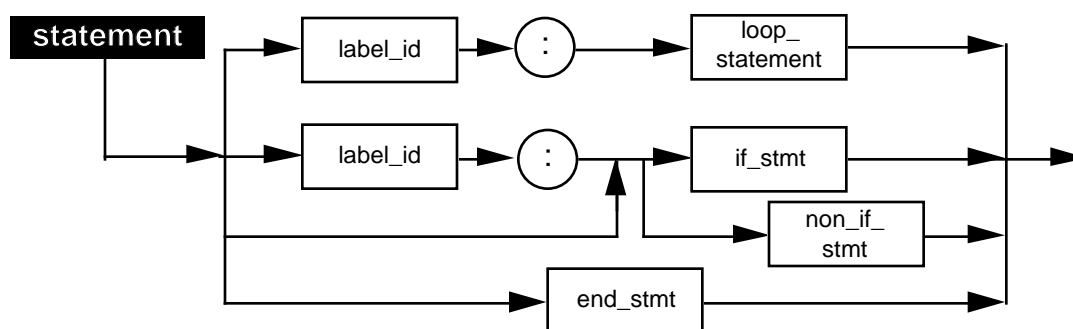 statement
label_id
:
loop_
statement
label_id
:
if_stmt
non_if_
stmt
end_stmt